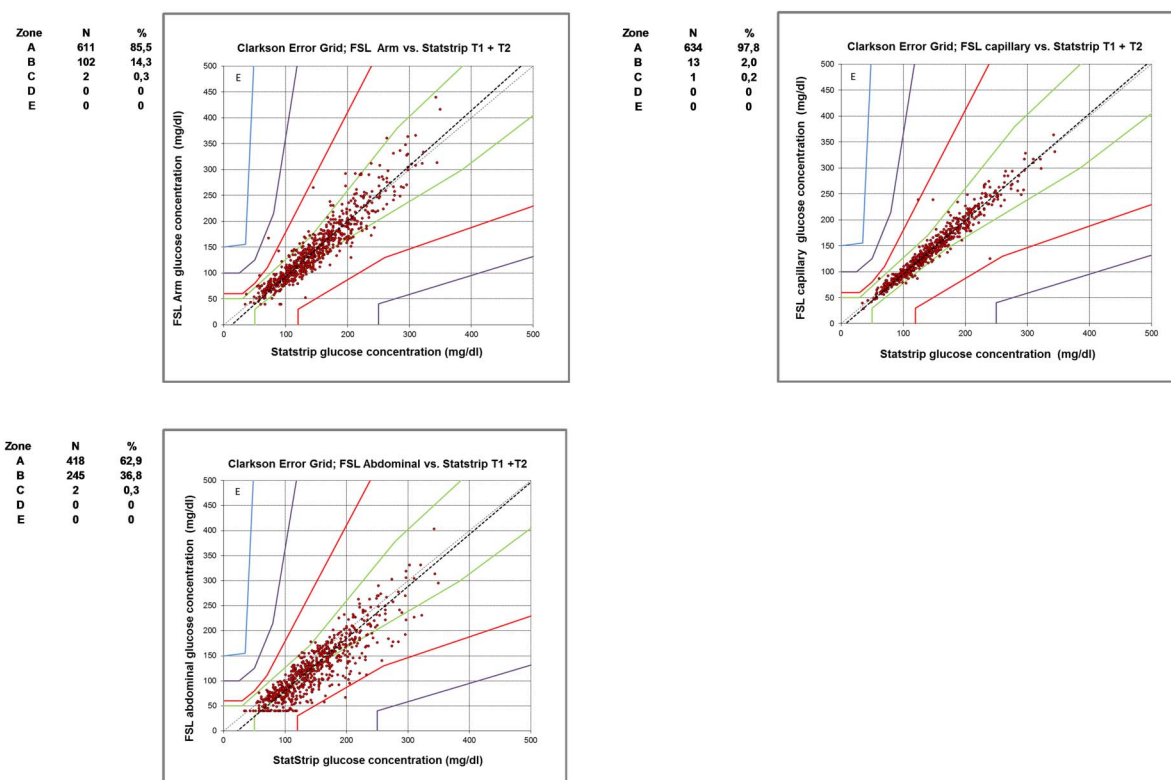 Zone N %
A 611 85,5
B 102 14,3
C 2 0,3
D 0 0
E 0 0
Clarkson Error Grid; FSL Arm vs. Statstrip T1 + T2
E
500
450
400
350
300
250
200
150
100
50
0
FSL Arm glucose concentration (mg/dl)
0 100 200 300 400 500
Statstrip glucose concentration (mg/dl)
Zone N %
A 634 97,8
B 13 2,0
C 1 0,2
D 0 0
E 0 0
Clarkson Error Grid; FSL capillary vs. Statstrip T1 + T2
E
500
450
400
350
300
250
200
150
100
50
0
FSL capillary glucose concentration (mg/dl)
0 100 200 300 400 500
Statstrip glucose concentration (mg/dl)
Zone N %
A 418 62,9
B 245 36,8
C 2 0,3
D 0 0
E 0 0
Clarkson Error Grid; FSL Abdominal vs. Statstrip T1 +T2
E
500
450
400
350
300
250
200
150
100
50
0
FSL abdominal glucose concentration (mg/dl)
0 100 200 300 400 500
StatStrip glucose concentration (mg/dl)